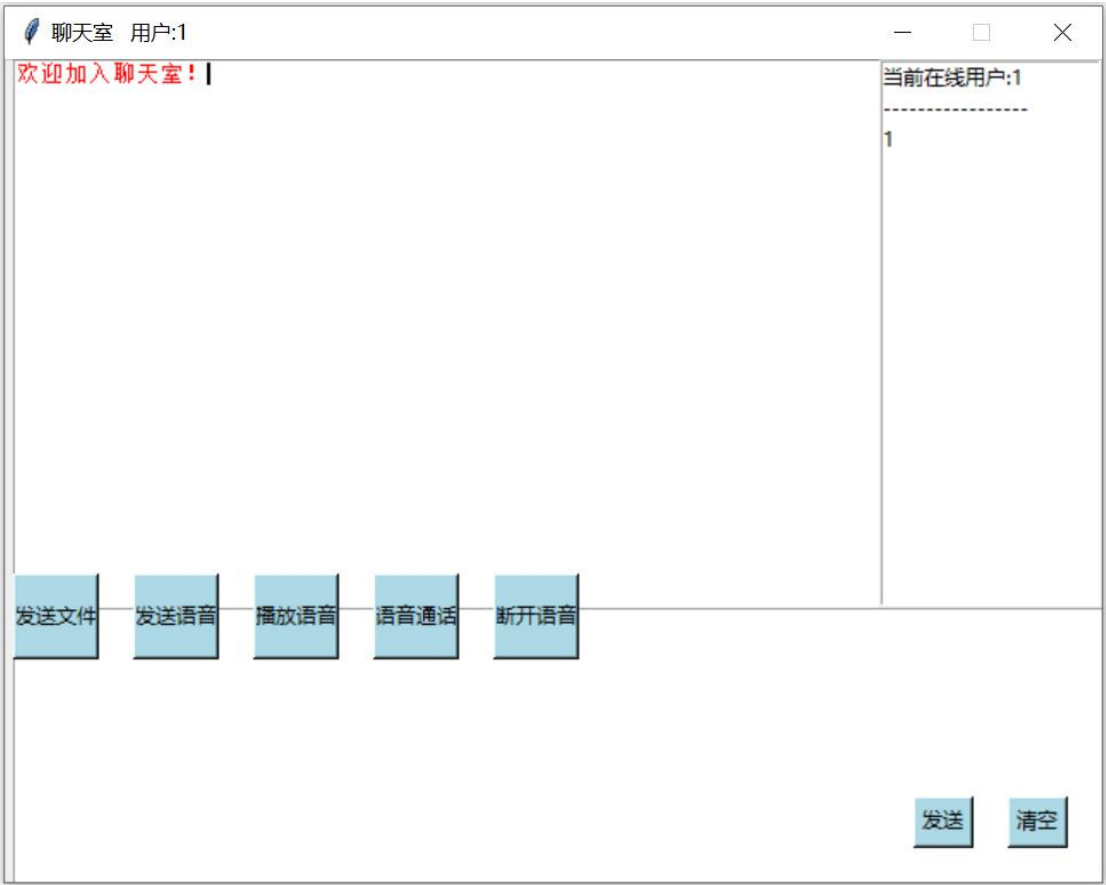 聊天室 用户:1
欢迎加入聊天室!
当前在线用户:1
-----------------
1
发送文件 发送语音 播放语音 语音通话 断开语音
发送 清空